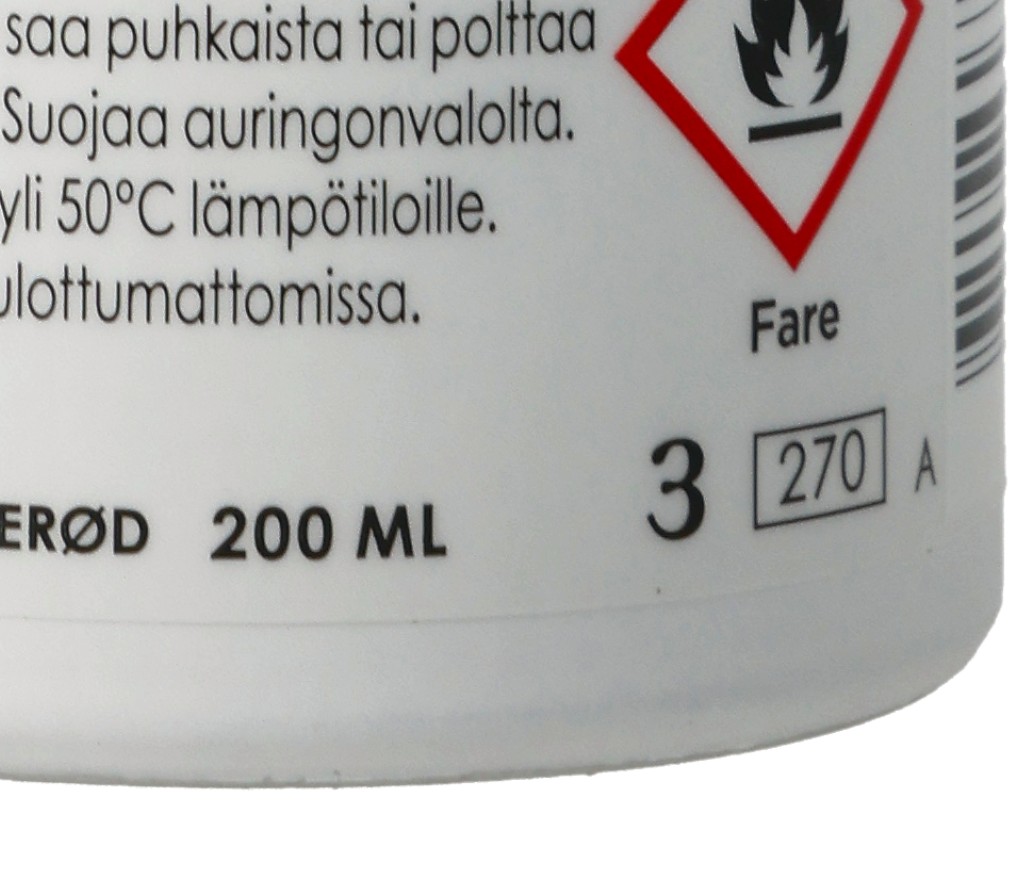 saa puhkaista tai polttaa
Suojaa auringonvalolta.
yli 50°C lämpötiloille.
ulottumattomissa.
Fare
3 270 A
ERØD 200 ML